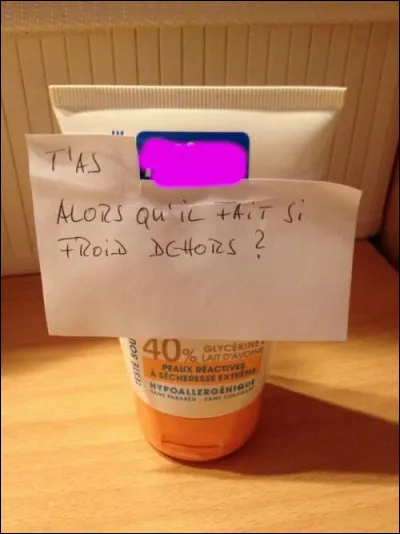 T'AS
ALORS QU'IL FAIT SI
FROID DEHORS ?
40% GLYCÉRINE
LAIT D'AVOINE
PEAUX RÉACTIVES
À SÉCHERESSE EXTRÊME
HYPOALLERGÉNIQUE
SANS PARABEN - SANS COLORANT